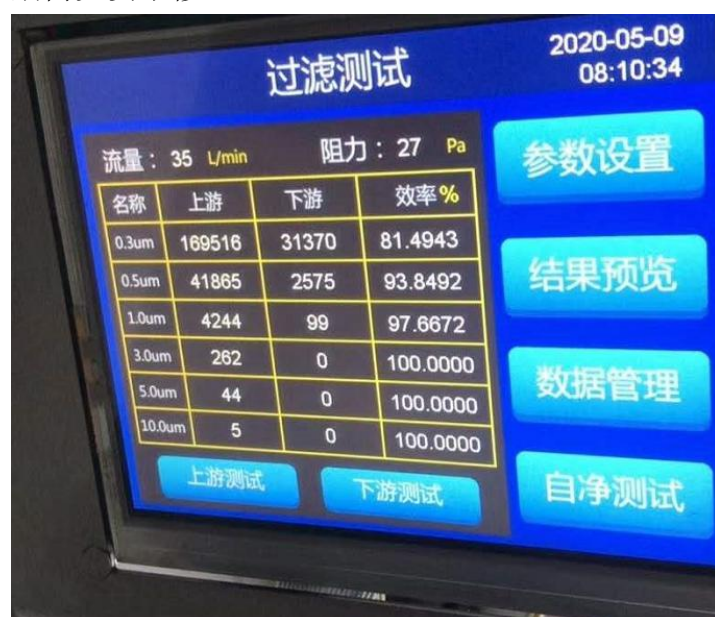 过滤测试
2020-05-09
08:10:34
流量： 35 L/min 阻力： 27 Pa
名称 上游 下游 效率%
0.3um 169516 31370 81.4943
0.5um 41865 2575 93.8492
1.0um 4244 99 97.6672
3.0um 262 0 100.0000
5.0um 44 0 100.0000
10.0um 5 0 100.0000
上游测试 下游测试
参数设置
结果预览
数据管理
自净测试